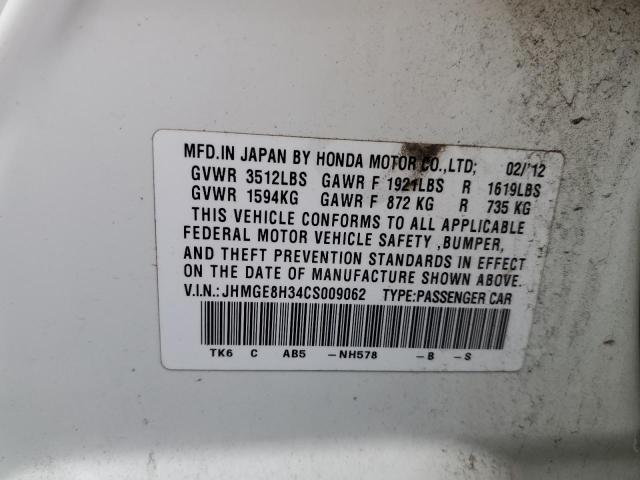 MFD.IN JAPAN BY HONDA MOTOR CO.,LTD; 02/'12
GVWR 3512LBS GAWR F 1921LBS R 1619LBS
GVWR 1594KG GAWR F 872 KG R 735 KG
THIS VEHICLE CONFORMS TO ALL APPLICABLE
FEDERAL MOTOR VEHICLE SAFETY ,BUMPER,
AND THEFT PREVENTION STANDARDS IN EFFECT
ON THE DATE OF MANUFACTURE SHOWN ABOVE.
V.I.N.:JHMGE8H34CS009062 TYPE:PASSENGER CAR
TK6 C AB5 -NH578 -B -S